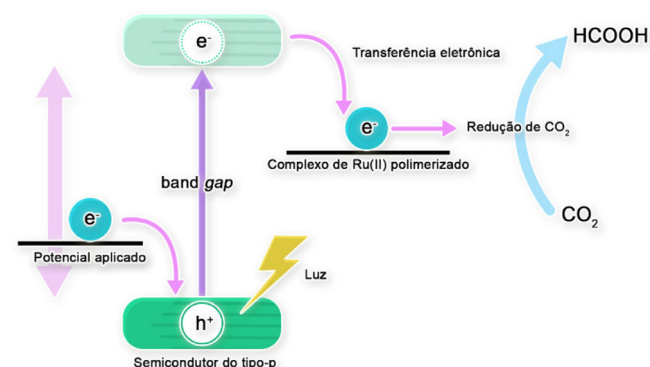 e-
HCOOH
Transferência eletrônica
e-
Redução de CO2
Complexo de Ru(II) polimerizado
band gap
e-
CO2
Potencial aplicado
Luz
h+
Semicondutor do tipo-p